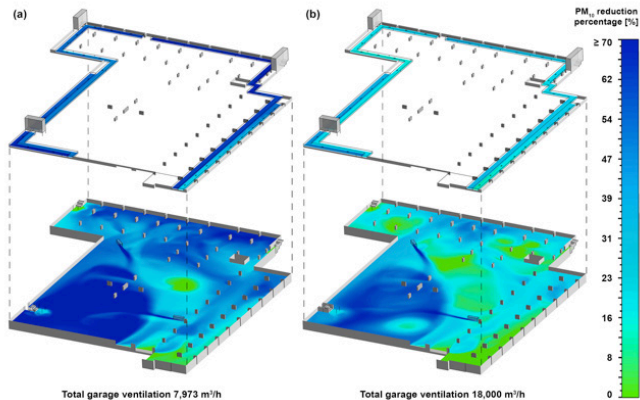 (a)
(b)
PM₁₀ reduction
percentage [%]
≥ 70
62
54
47
39
31
23
16
8
0
Total garage ventilation 7,973 m³/h
Total garage ventilation 18,000 m³/h